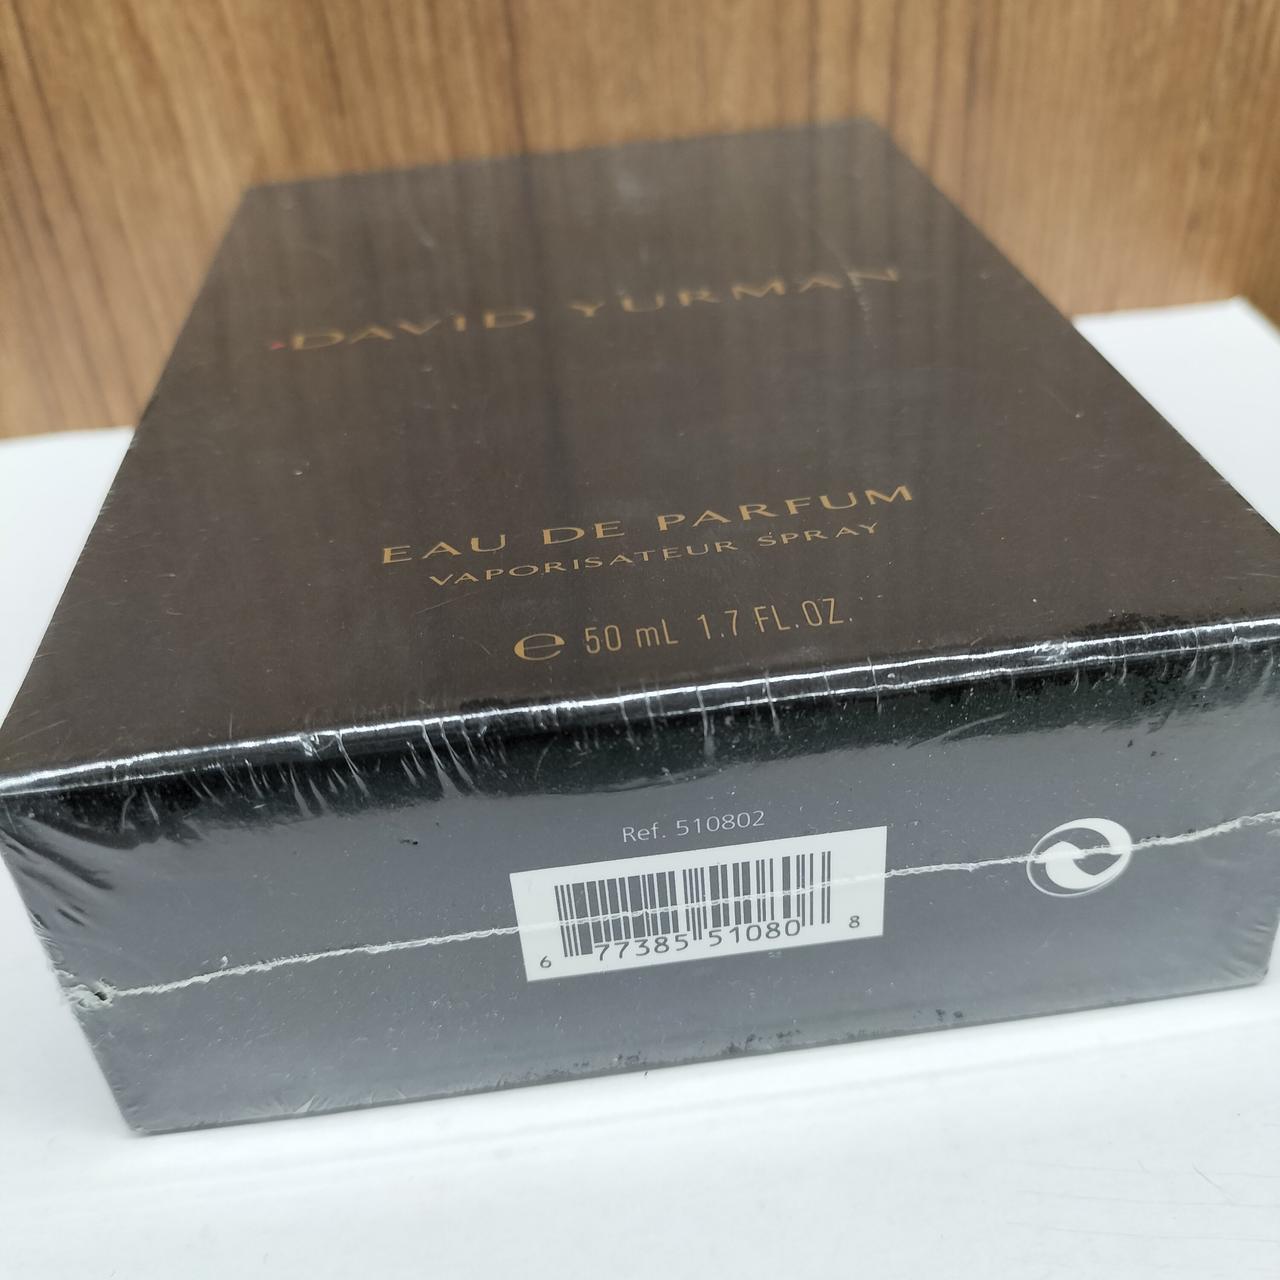 DAVID YURMAN
EAU DE PARFUM
VAPORISATEUR SPRAY
℮ 50 mL 1.7 FL.OZ.
Ref. 510802
6 77385 51080 8